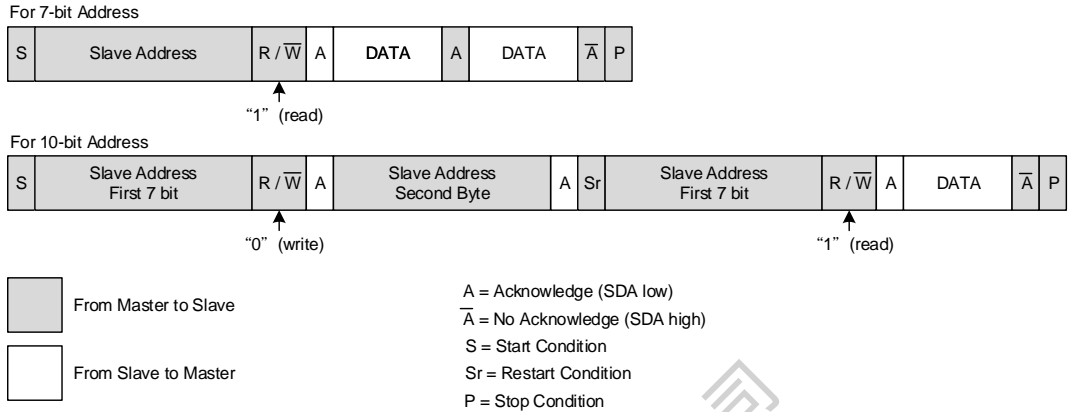 For 7-bit Address
S Slave Address R / W̅ A DATA A DATA A̅ P
“1” (read)
For 10-bit Address
S Slave Address First 7 bit R / W̅ A Slave Address Second Byte A Sr Slave Address First 7 bit R / W̅ A DATA A̅ P
“0” (write) “1” (read)
From Master to Slave
From Slave to Master
A = Acknowledge (SDA low)
A̅ = No Acknowledge (SDA high)
S = Start Condition
Sr = Restart Condition
P = Stop Condition